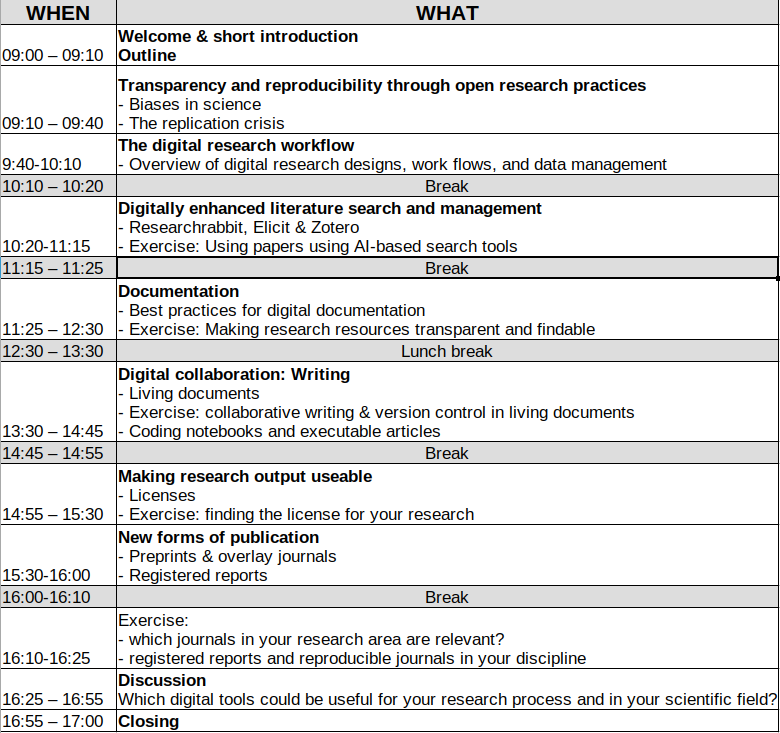 WHEN WHAT
Welcome & short introduction
09:00 – 09:10 Outline
Transparency and reproducibility through open research practices
- Biases in science
09:10 – 09:40 - The replication crisis
The digital research workflow
9:40-10:10 - Overview of digital research designs, work flows, and data management
10:10 – 10:20 Break
Digitally enhanced literature search and management
- Researchrabbit, Elicit & Zotero
10:20-11:15 - Exercise: Using papers using AI-based search tools
11:15 – 11:25 Break
Documentation
- Best practices for digital documentation
11:25 – 12:30 - Exercise: Making research resources transparent and findable
12:30 – 13:30 Lunch break
Digital collaboration: Writing
- Living documents
- Exercise: collaborative writing & version control in living documents
13:30 – 14:45 - Coding notebooks and executable articles
14:45 – 14:55 Break
Making research output useable
- Licenses
14:55 – 15:30 - Exercise: finding the license for your research
New forms of publication
- Preprints & overlay journals
15:30-16:00 - Registered reports
16:00-16:10 Break
Exercise:
- which journals in your research area are relevant?
16:10-16:25 - registered reports and reproducible journals in your discipline
Discussion
16:25 – 16:55 Which digital tools could be useful for your research process and in your scientific field?
16:55 – 17:00 Closing